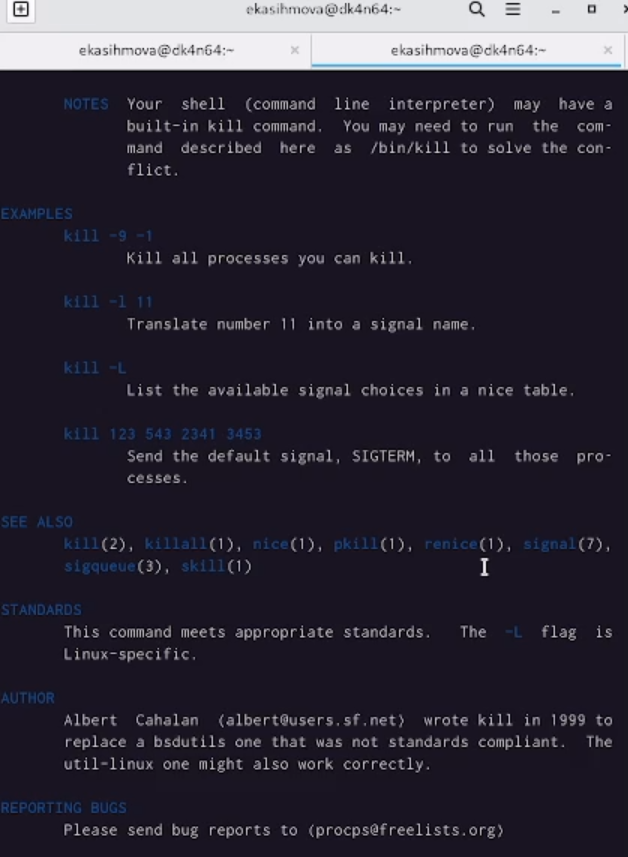 ekasihmova@dk4n64:~
ekasihmova@dk4n64:~ × ekasihmova@dk4n64:~ ×
NOTES Your shell (command line interpreter) may have a
built-in kill command. You may need to run the com-
mand described here as /bin/kill to solve the con-
flict.
EXAMPLES
kill -9 -1
Kill all processes you can kill.
kill -l 11
Translate number 11 into a signal name.
kill -L
List the available signal choices in a nice table.
kill 123 543 2341 3453
Send the default signal, SIGTERM, to all those pro-
cesses.
SEE ALSO
kill(2), killall(1), nice(1), pkill(1), renice(1), signal(7),
sigqueue(3), skill(1)
STANDARDS
This command meets appropriate standards. The -L flag is
Linux-specific.
AUTHOR
Albert Cahalan ⟨albert@users.sf.net⟩ wrote kill in 1999 to
replace a bsdutils one that was not standards compliant. The
util-linux one might also work correctly.
REPORTING BUGS
Please send bug reports to ⟨procps@freelists.org⟩